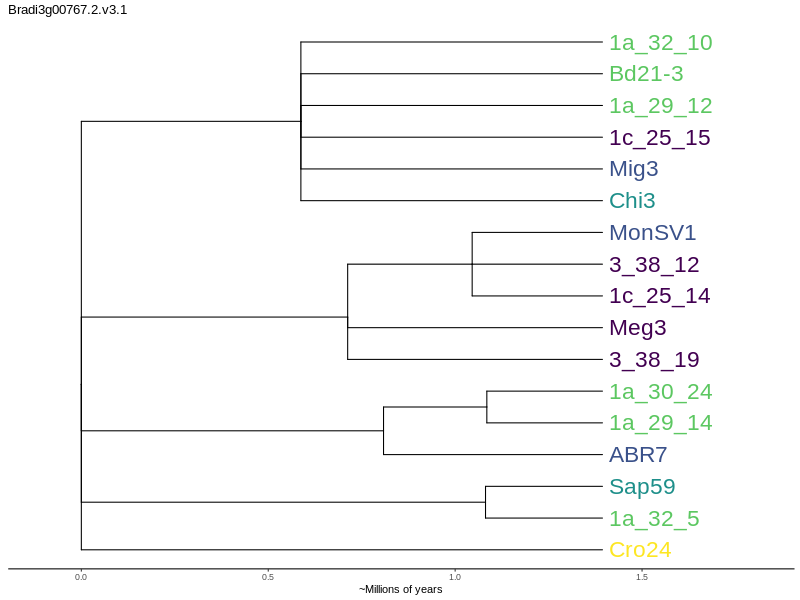 Bradi3g00767.2.v3.1
1a_32_10
Bd21-3
1a_29_12
1c_25_15
Mig3
Chi3
MonSV1
3_38_12
1c_25_14
Meg3
3_38_19
1a_30_24
1a_29_14
ABR7
Sap59
1a_32_5
Cro24
0.0 0.5 1.0 1.5
~Millions of years